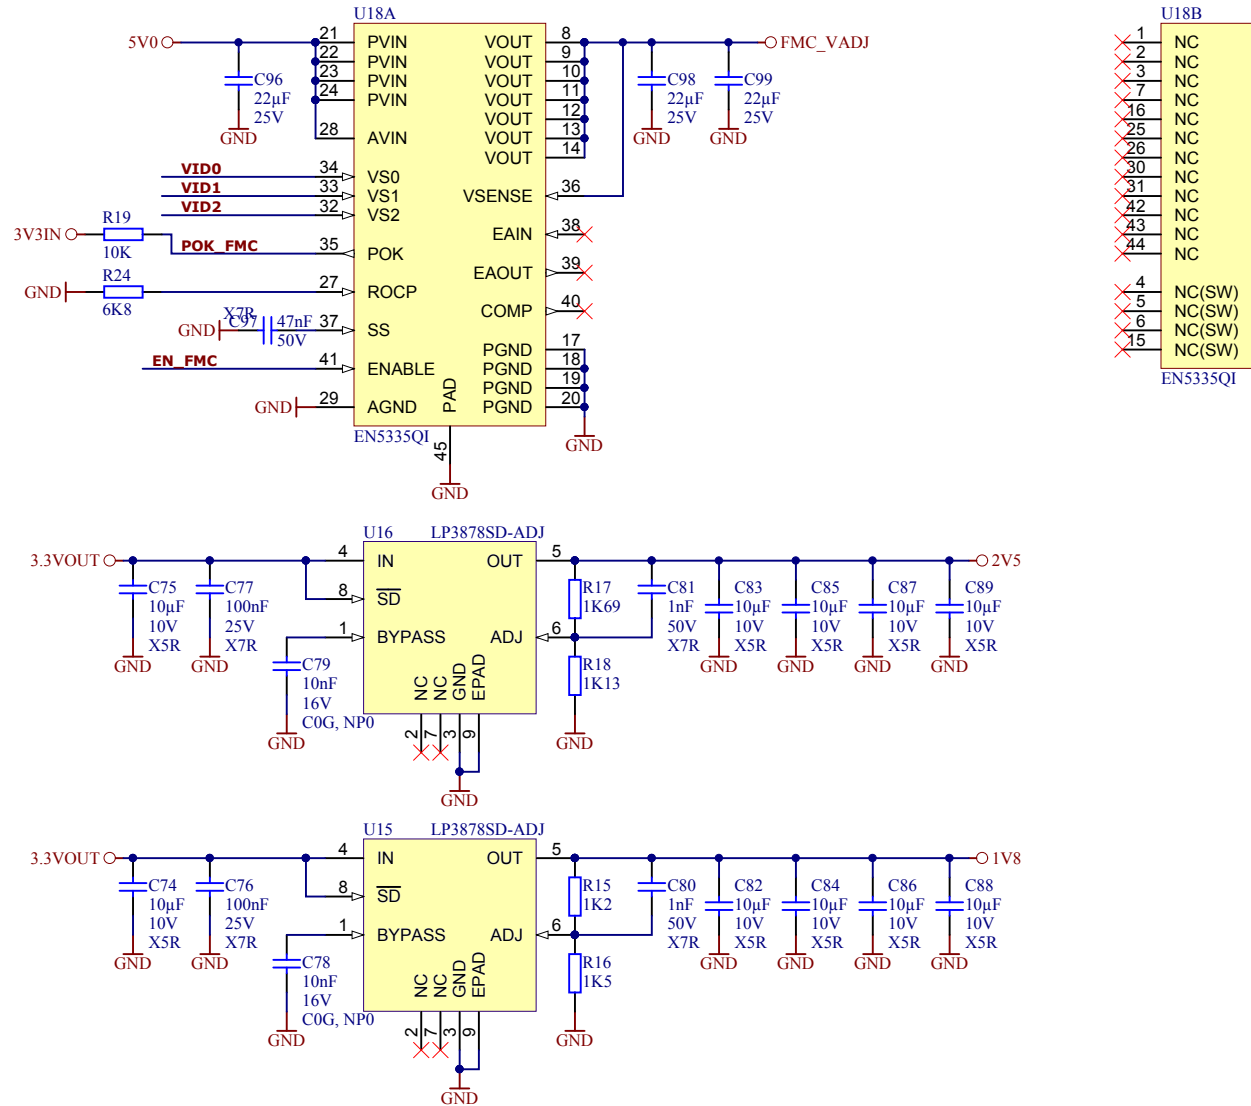 U18A
5V0
21 PVIN
22 PVIN
23 PVIN
24 PVIN
28 AVIN
C96
22µF
25V
GND
VID0 34 VS0
VID1 33 VS1
VID2 32 VS2
3V3IN R19 10K POK_FMC 35 POK
GND R24 6K8 27 ROCP
GND X7R C97 47nF 50V 37 SS
EN_FMC 41 ENABLE
GND 29 AGND
PAD 45
GND
VOUT 8
VOUT 9
VOUT 10
VOUT 11
VOUT 12
VOUT 13
VOUT 14
VSENSE 36
EAIN 38
EAOUT 39
COMP 40
PGND 17
PGND 18
PGND 19
PGND 20
GND
EN5335QI
FMC_VADJ
C98
22µF
25V
GND
C99
22µF
25V
GND
U18B
1 NC
2 NC
3 NC
7 NC
16 NC
25 NC
26 NC
30 NC
31 NC
42 NC
43 NC
44 NC
4 NC(SW)
5 NC(SW)
6 NC(SW)
15 NC(SW)
EN5335QI
U16 LP3878SD-ADJ
3.3VOUT
4 IN
8 SD
1 BYPASS
OUT 5
ADJ 6
NC 2
NC 7
GND 3
EPAD 9
GND
C75
10µF
10V
X5R
GND
C77
100nF
25V
X7R
GND
C79
10nF
16V
C0G, NP0
GND
R17
1K69
R18
1K13
GND
C81
1nF
50V
X7R
C83
10µF
10V
X5R
GND
C85
10µF
10V
X5R
GND
C87
10µF
10V
X5R
GND
C89
10µF
10V
X5R
GND
2V5
U15 LP3878SD-ADJ
3.3VOUT
4 IN
8 SD
1 BYPASS
OUT 5
ADJ 6
NC 2
NC 7
GND 3
EPAD 9
GND
C74
10µF
10V
X5R
GND
C76
100nF
25V
X7R
GND
C78
10nF
16V
C0G, NP0
GND
R15
1K2
R16
1K5
GND
C80
1nF
50V
X7R
C82
10µF
10V
X5R
GND
C84
10µF
10V
X5R
GND
C86
10µF
10V
X5R
GND
C88
10µF
10V
X5R
GND
1V8